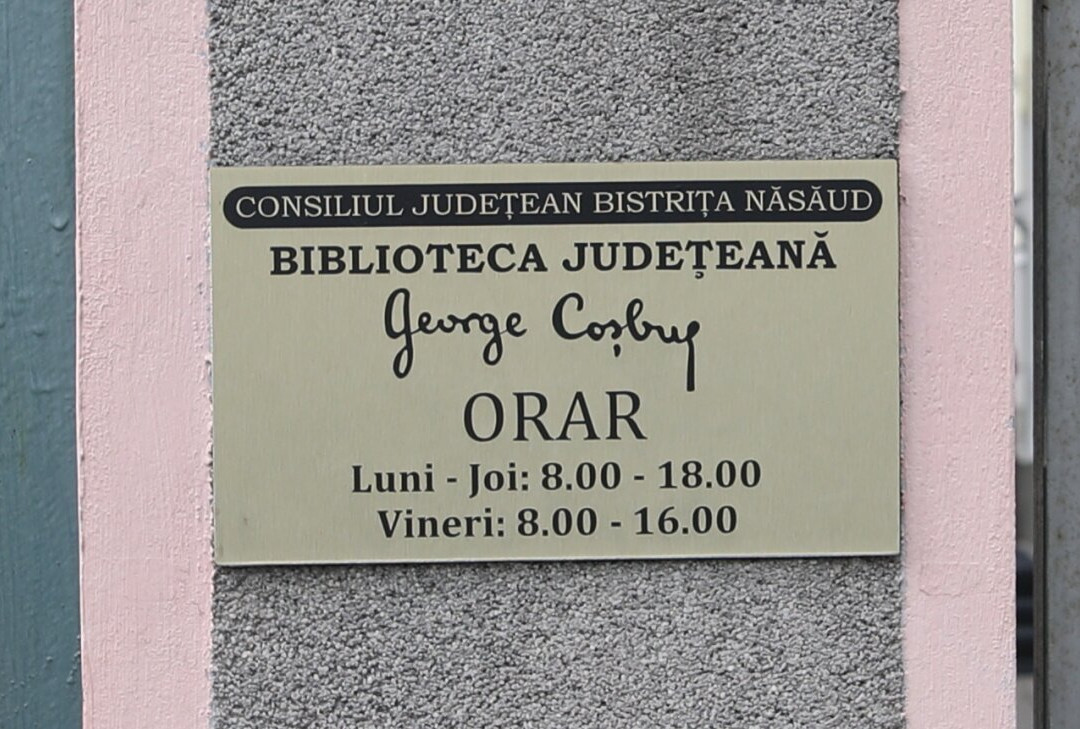 CONSILIUL JUDEȚEAN BISTRIȚA NĂSĂUD
BIBLIOTECA JUDEȚEANĂ
George Coșbuc
ORAR
Luni - Joi: 8.00 - 18.00
Vineri: 8.00 - 16.00